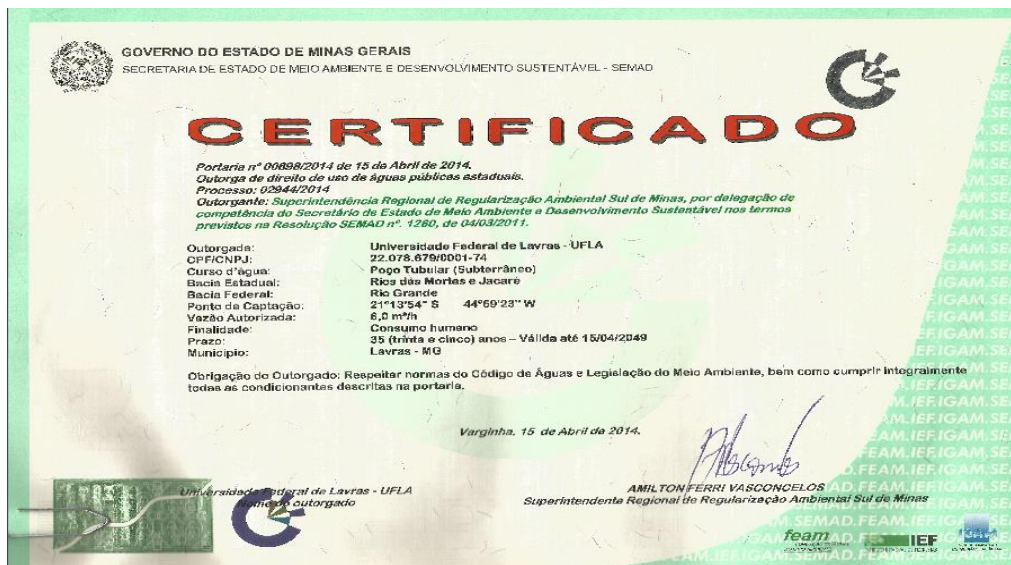 GOVERNO DO ESTADO DE MINAS GERAIS
SECRETARIA DE ESTADO DE MEIO AMBIENTE E DESENVOLVIMENTO SUSTENTÁVEL - SEMAD
CERTIFICADO
Portaria nº 00698/2014 de 15 de Abril de 2014.
Outorga de direito de uso de águas públicas estaduais.
Processo: 02944/2014
Outorgante: Superintendência Regional de Regularização Ambiental Sul de Minas, por delegação de
competência do Secretário de Estado de Meio Ambiente e Desenvolvimento Sustentável nos termos
previstos na Resolução SEMAD nº. 1260, de 04/03/2011.
Outorgada: Universidade Federal de Lavras - UFLA
CPF/CNPJ: 22.078.679/0001-74
Curso d'água: Poço Tubular (Subterrâneo)
Bacia Estadual: Rios das Mortes e Jacaré
Bacia Federal: Rio Grande
Ponto de Captação: 21°13'54" S 44°59'23" W
Vazão Autorizada: 6,0 m³/h
Finalidade: Consumo humano
Prazo: 35 (trinta e cinco) anos – Válida até 15/04/2049
Município: Lavras - MG
Obrigação do Outorgado: Respeitar normas do Código de Águas e Legislação do Meio Ambiente, bem como cumprir integralmente
todas as condicionantes descritas na portaria.
Varginha, 15 de Abril de 2014.
Universidade Federal de Lavras - UFLA
Nome do outorgado
AMILTON FERRI VASCONCELOS
Superintendente Regional de Regularização Ambiental Sul de Minas
feam
IEF